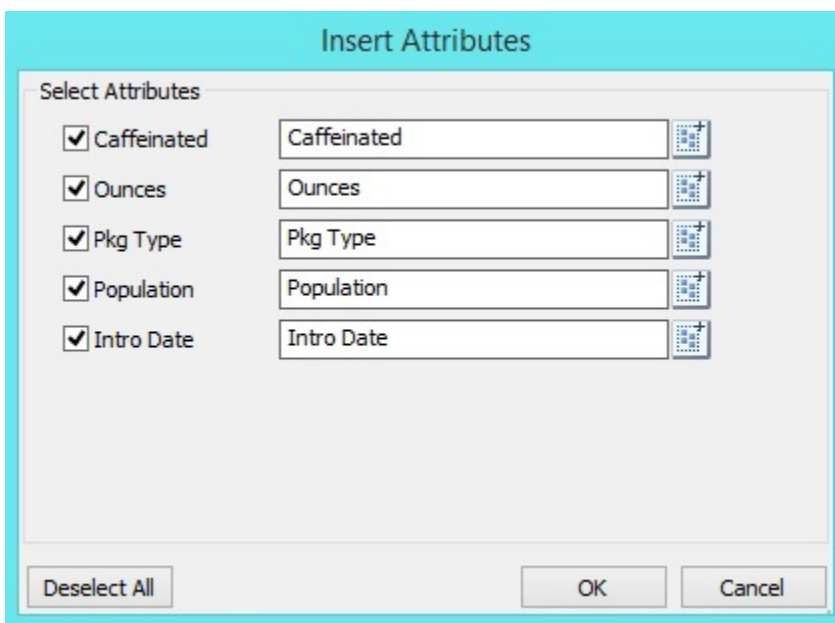 Insert Attributes
Select Attributes
Caffeinated Caffeinated
Ounces Ounces
Pkg Type Pkg Type
Population Population
Intro Date Intro Date
Deselect All OK Cancel